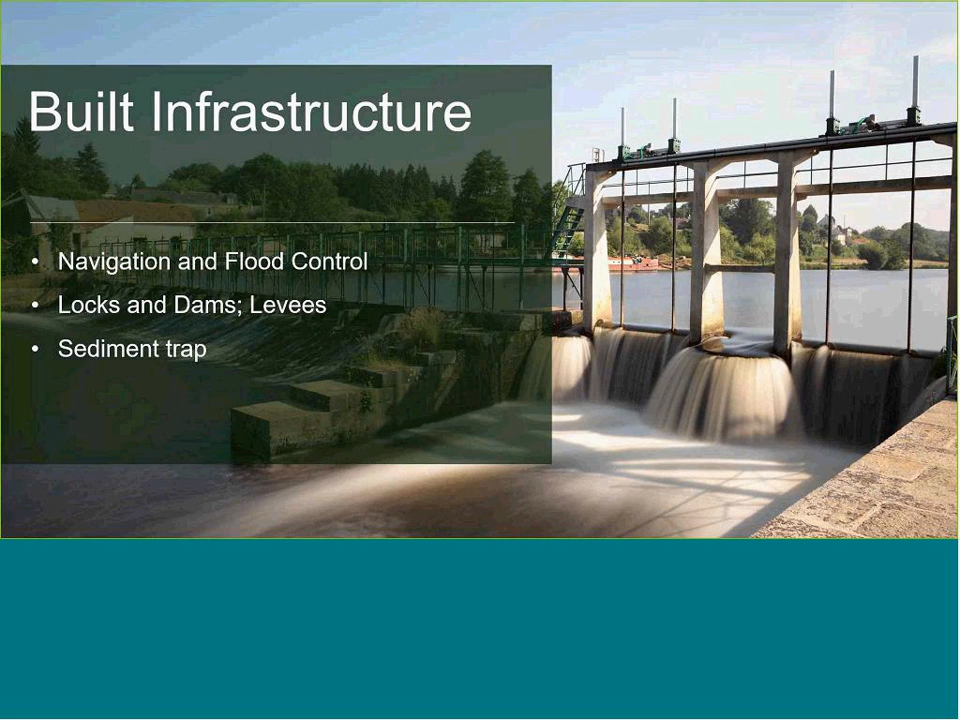 Built Infrastructure
• Navigation and Flood Control
• Locks and Dams; Levees
• Sediment trap